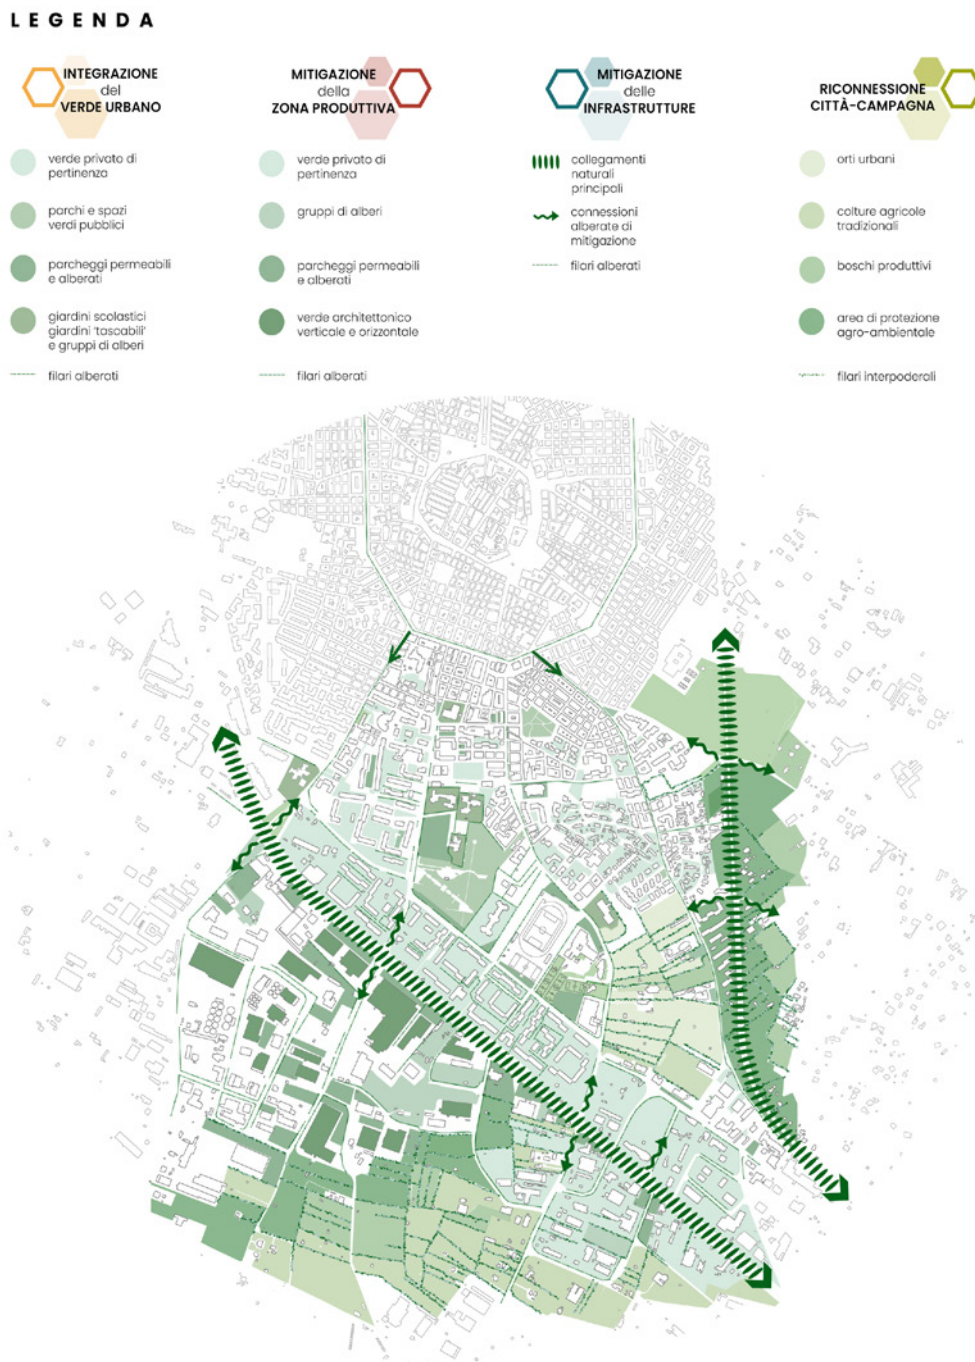 LEGENDA
INTEGRAZIONE
del
VERDE URBANO
verde privato di
pertinenza
parchi e spazi
verdi pubblici
parcheggi permeabili
e alberati
giardini scolastici
giardini 'tascabili'
e gruppi di alberi
filari alberati
MITIGAZIONE
della
ZONA PRODUTTIVA
verde privato di
pertinenza
gruppi di alberi
parcheggi permeabili
e alberati
verde architettonico
verticale e orizzontale
filari alberati
MITIGAZIONE
delle
INFRASTRUTTURE
collegamenti
naturali
principali
connessioni
alberate di
mitigazione
filari alberati
RICONNESSIONE
CITTÀ-CAMPAGNA
orti urbani
colture agricole
tradizionali
boschi produttivi
area di protezione
agro-ambientale
filari interpoderali